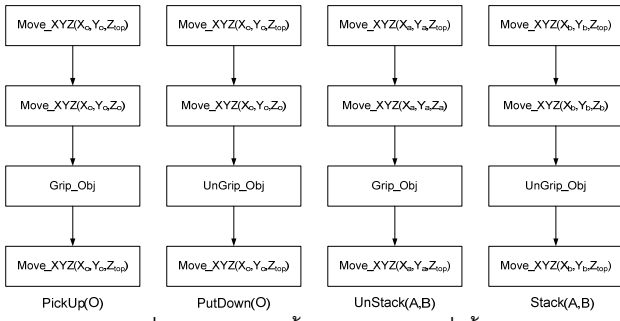 Move_XYZ(Xo,Yo,Ztop)
Move_XYZ(Xo,Yo,Zo)
Grip_Obj
Move_XYZ(Xo,Yo,Ztop)
PickUp(O)
Move_XYZ(Xo,Yo,Ztop)
Move_XYZ(Xo,Yo,Zo)
UnGrip_Obj
Move_XYZ(Xo,Yo,Ztop)
PutDown(O)
Move_XYZ(Xa,Ya,Ztop)
Move_XYZ(Xa,Ya,Za)
Grip_Obj
Move_XYZ(Xa,Ya,Ztop)
UnStack(A,B)
Move_XYZ(Xb,Yb,Ztop)
Move_XYZ(Xb,Yb,Zb)
UnGrip_Obj
Move_XYZ(Xb,Yb,Ztop)
Stack(A,B)